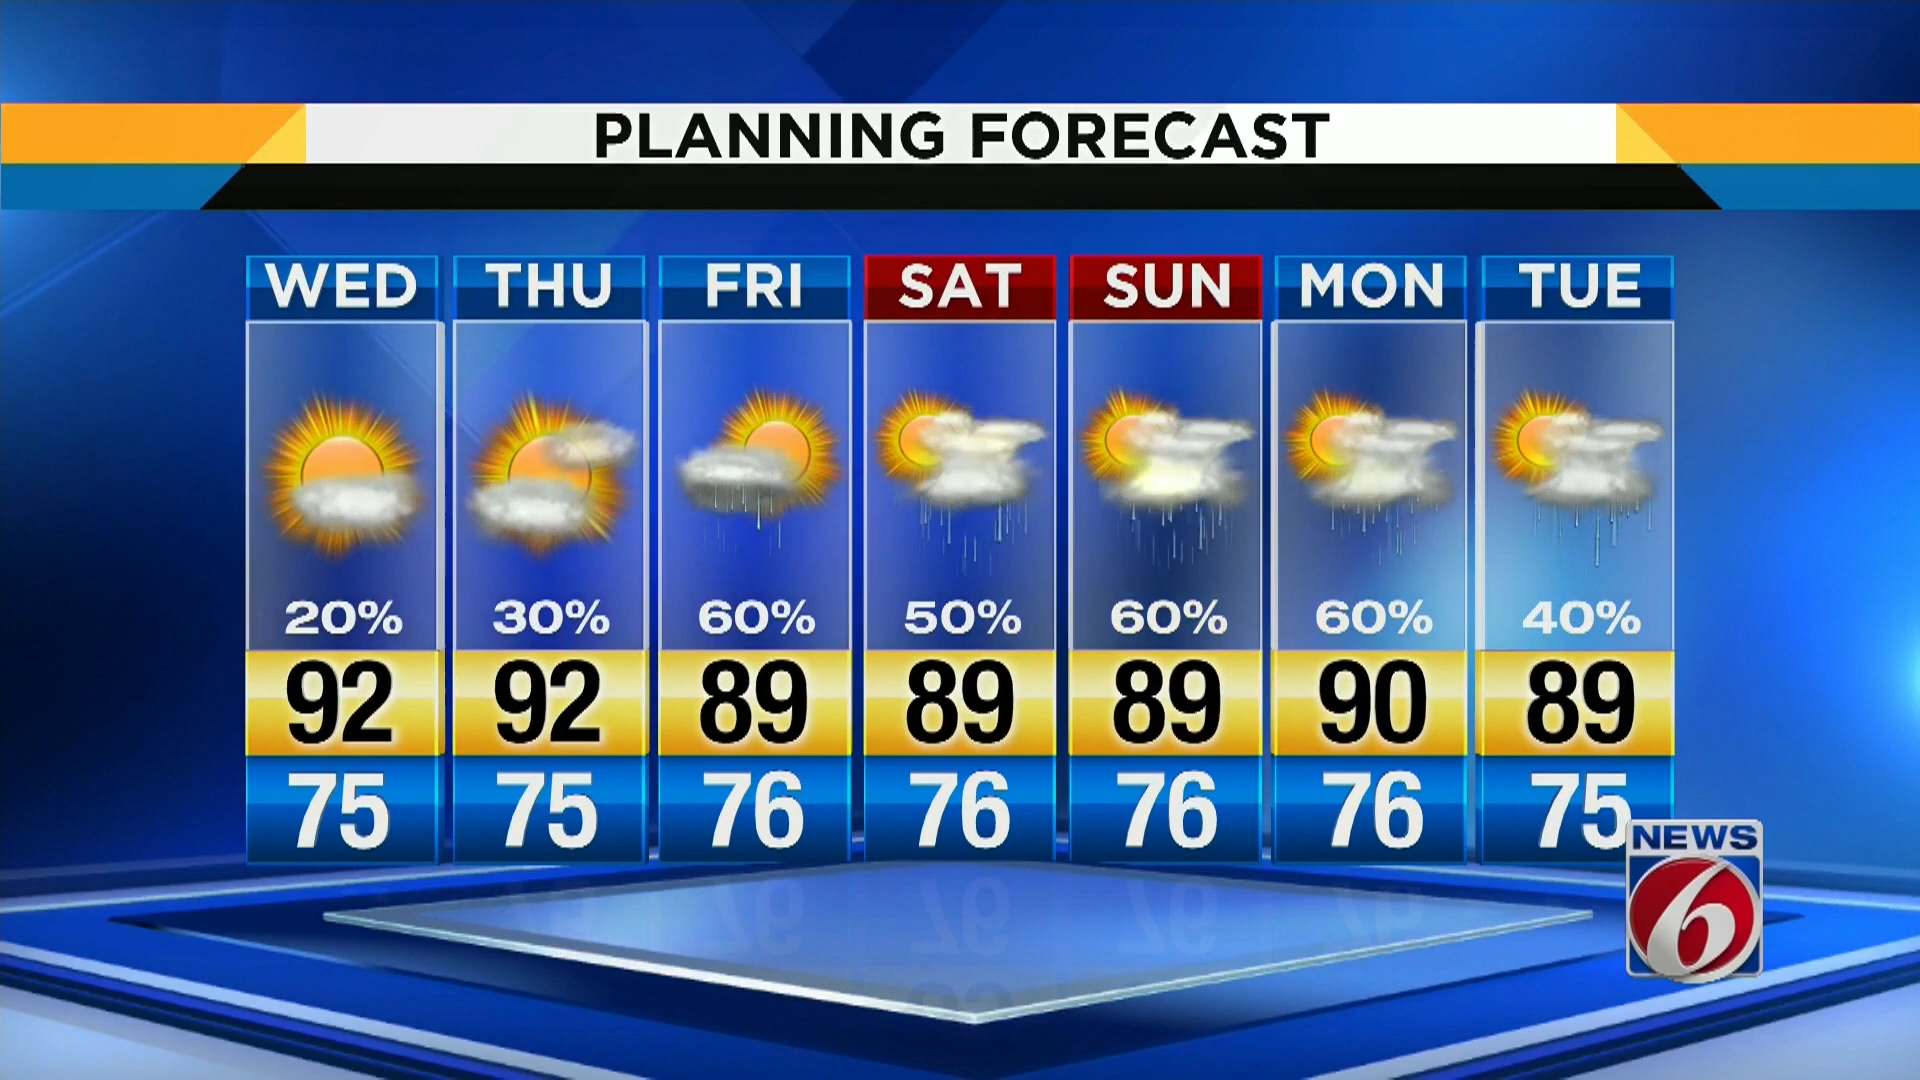 PLANNING FORECAST
WED THU FRI SAT SUN MON TUE
20% 30% 60% 50% 60% 60% 40%
92 92 89 89 89 90 89
75 75 76 76 76 76 75
NEWS
6